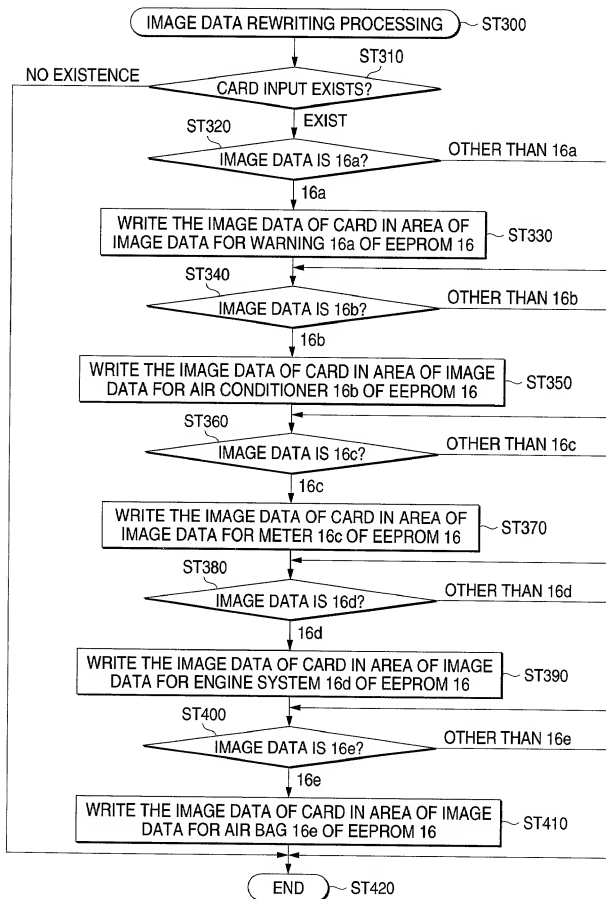 IMAGE DATA REWRITING PROCESSING
ST300
ST310
NO EXISTENCE
CARD INPUT EXISTS?
EXIST
ST320
OTHER THAN 16a
IMAGE DATA IS 16a?
16a
WRITE THE IMAGE DATA OF CARD IN AREA OF
IMAGE DATA FOR WARNING 16a OF EEPROM 16
ST330
ST340
OTHER THAN 16b
IMAGE DATA IS 16b?
16b
WRITE THE IMAGE DATA OF CARD IN AREA OF IMAGE
DATA FOR AIR CONDITIONER 16b OF EEPROM 16
ST350
ST360
OTHER THAN 16c
IMAGE DATA IS 16c?
16c
WRITE THE IMAGE DATA OF CARD IN AREA OF
IMAGE DATA FOR METER 16c OF EEPROM 16
ST370
ST380
OTHER THAN 16d
IMAGE DATA IS 16d?
16d
WRITE THE IMAGE DATA OF CARD IN AREA OF IMAGE
DATA FOR ENGINE SYSTEM 16d OF EEPROM 16
ST390
ST400
OTHER THAN 16e
IMAGE DATA IS 16e?
16e
WRITE THE IMAGE DATA OF CARD IN AREA OF IMAGE
DATA FOR AIR BAG 16e OF EEPROM 16
ST410
END
ST420